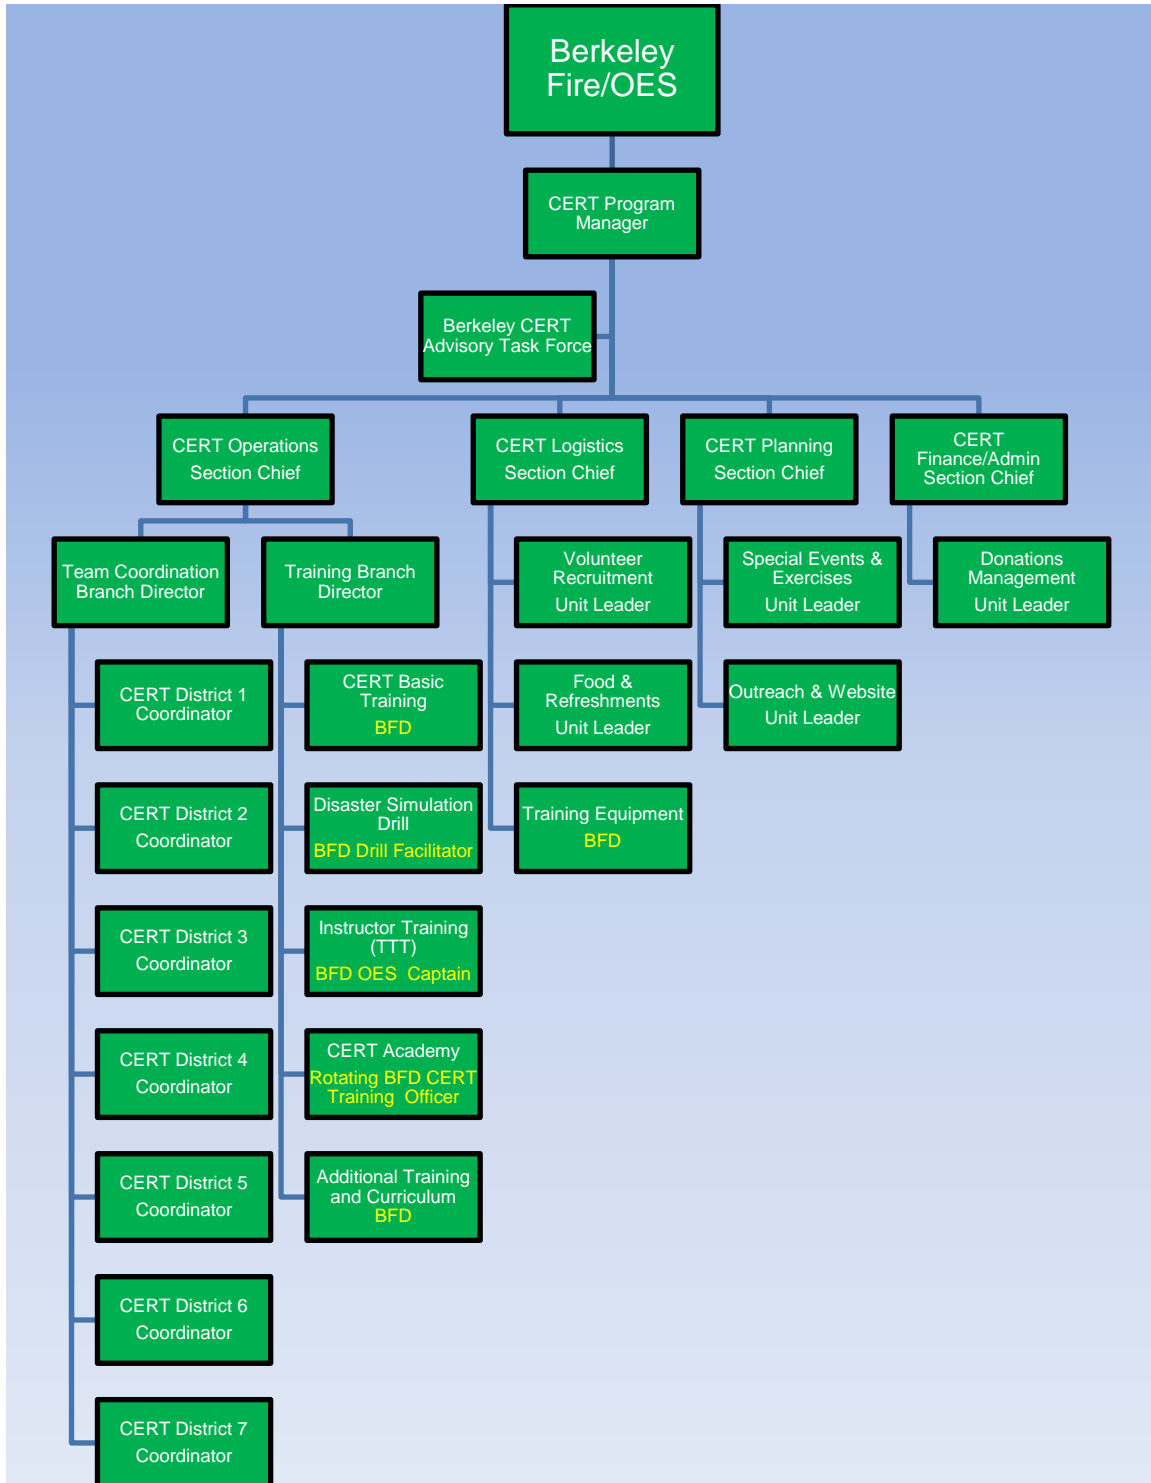 Berkeley
Fire/OES
CERT Program
Manager
Berkeley CERT
Advisory Task Force
CERT Operations
Section Chief
CERT Logistics
Section Chief
CERT Planning
Section Chief
CERT
Finance/Admin
Section Chief
Team Coordination
Branch Director
Training Branch
Director
Volunteer
Recruitment
Unit Leader
Special Events &
Exercises
Unit Leader
Donations
Management
Unit Leader
CERT District 1
Coordinator
CERT Basic
Training
BFD
Food &
Refreshments
Unit Leader
Outreach & Website
Unit Leader
CERT District 2
Coordinator
Disaster Simulation
Drill
BFD Drill Facilitator
Training Equipment
BFD
CERT District 3
Coordinator
Instructor Training
(TTT)
BFD OES  Captain
CERT District 4
Coordinator
CERT Academy
Rotating BFD CERT
Training  Officer
CERT District 5
Coordinator
Additional Training
and Curriculum
BFD
CERT District 6
Coordinator
CERT District 7
Coordinator